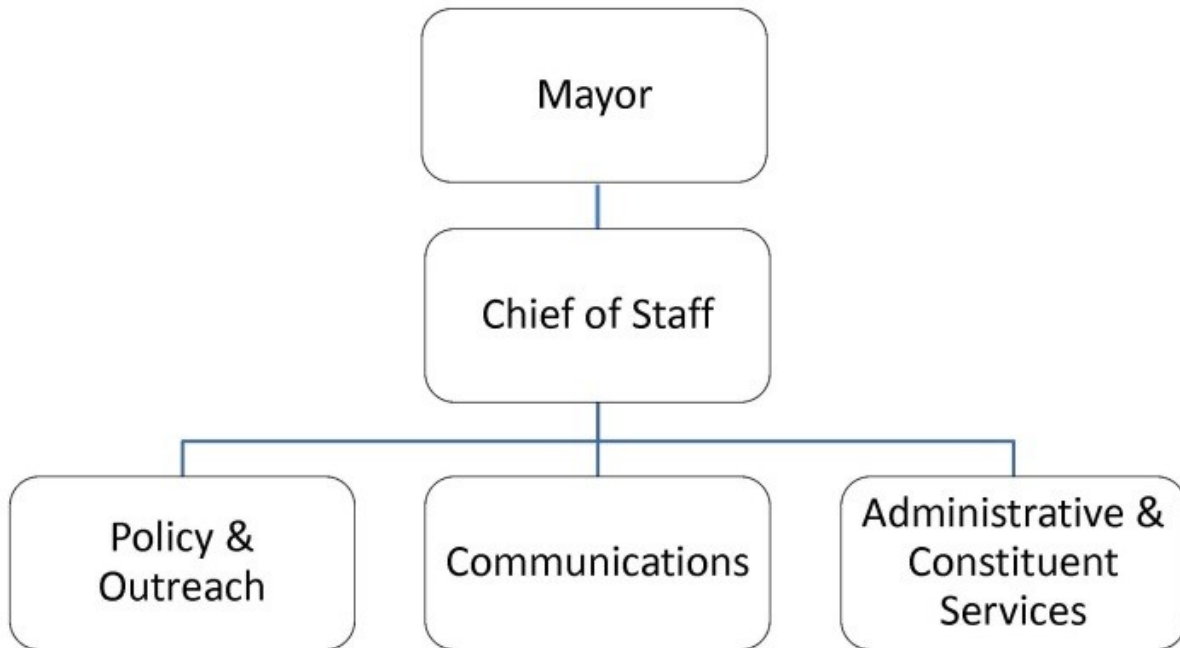 Mayor
Chief of Staff
Policy &
Outreach
Communications
Administrative &
Constituent
Services